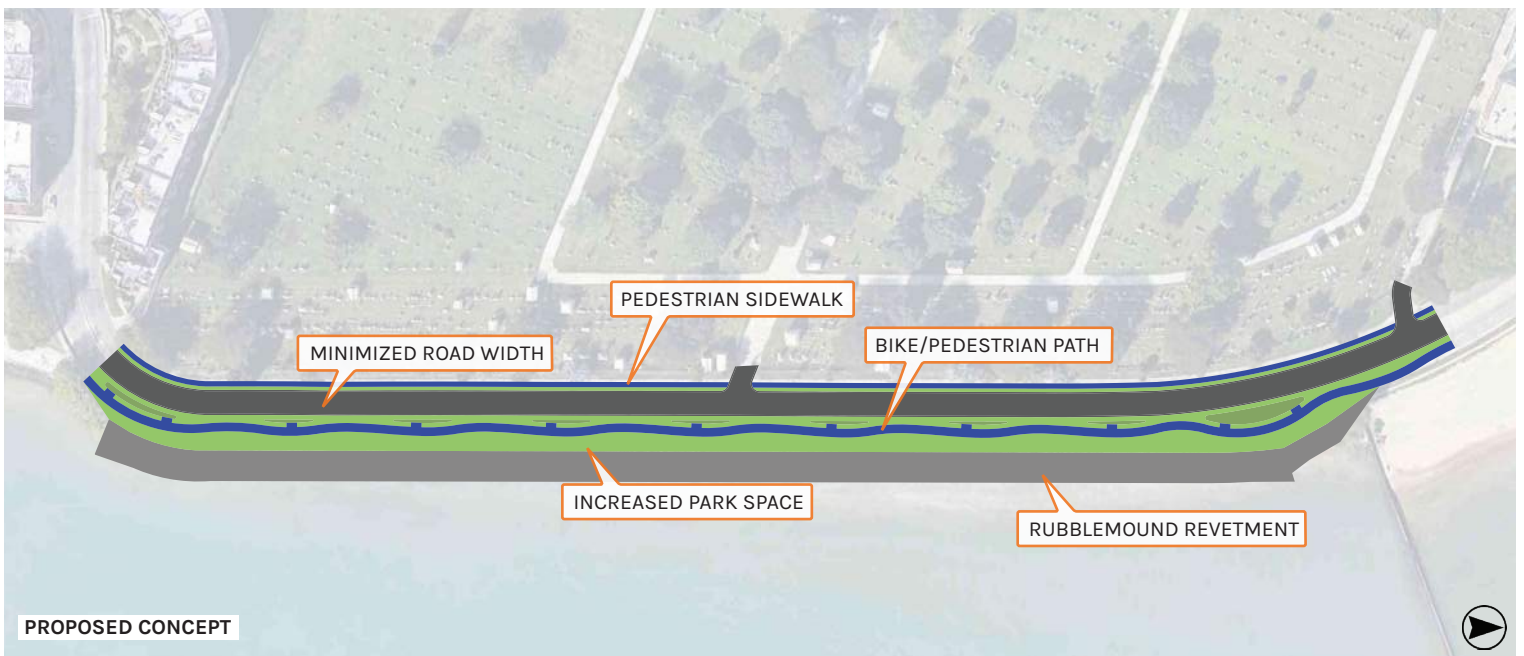 PEDESTRIAN SIDEWALK
MINIMIZED ROAD WIDTH
BIKE/PEDESTRIAN PATH
INCREASED PARK SPACE
RUBBLEMOUND REVETMENT
PROPOSED CONCEPT